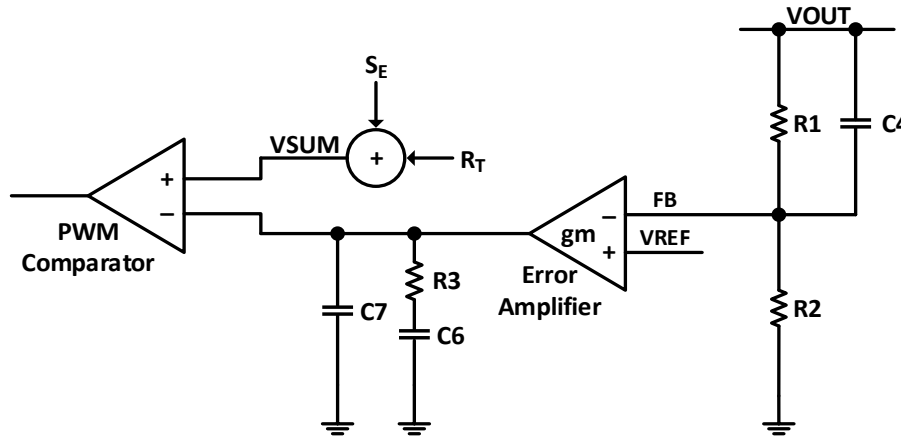 VOUT
SE
R1
C4
VSUM
+
RT
+
−
FB
−
gm
VREF
+
PWM
Comparator
Error
Amplifier
R3
C7
C6
R2